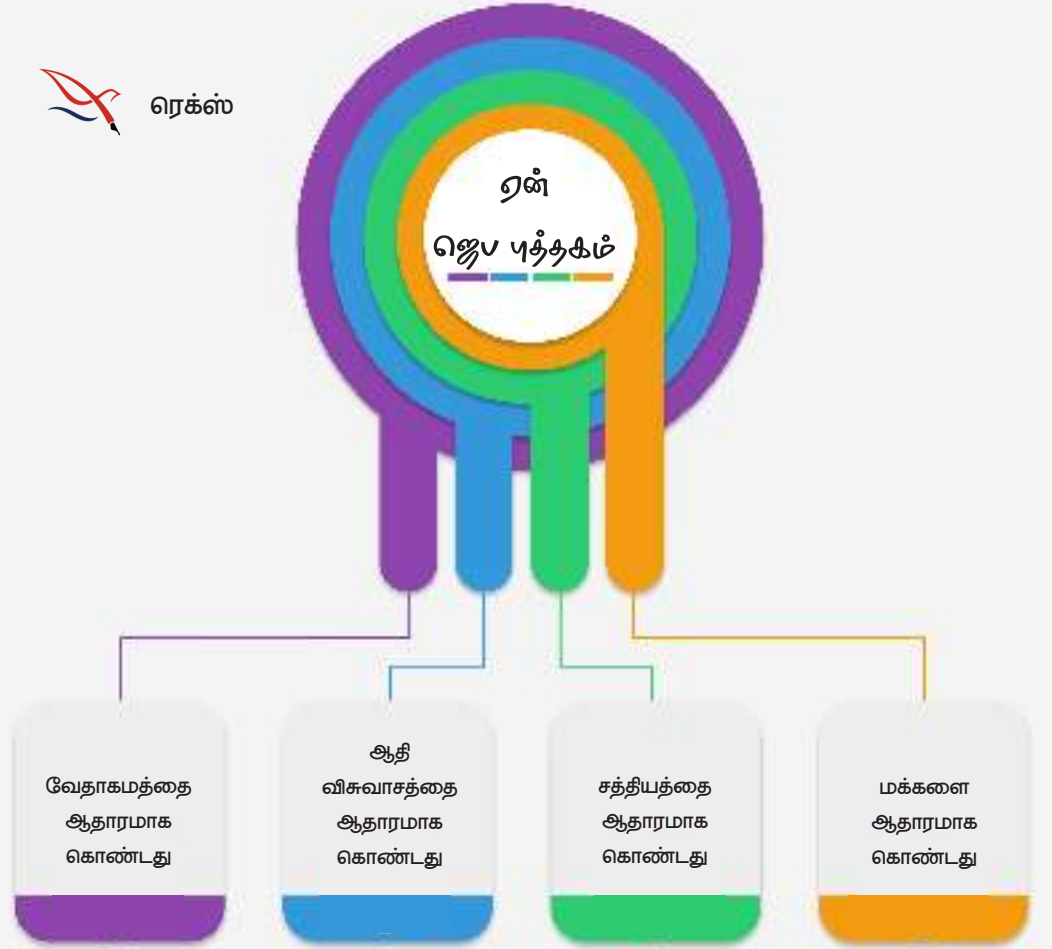 ரெக்ஸ்
ஏன்
ஜெப புத்தகம்
வேதாகமத்தை
ஆதாரமாக
கொண்டது
ஆதி
விசுவாசத்தை
ஆதாரமாக
கொண்டது
சத்தியத்தை
ஆதாரமாக
கொண்டது
மக்களை
ஆதாரமாக
கொண்டது